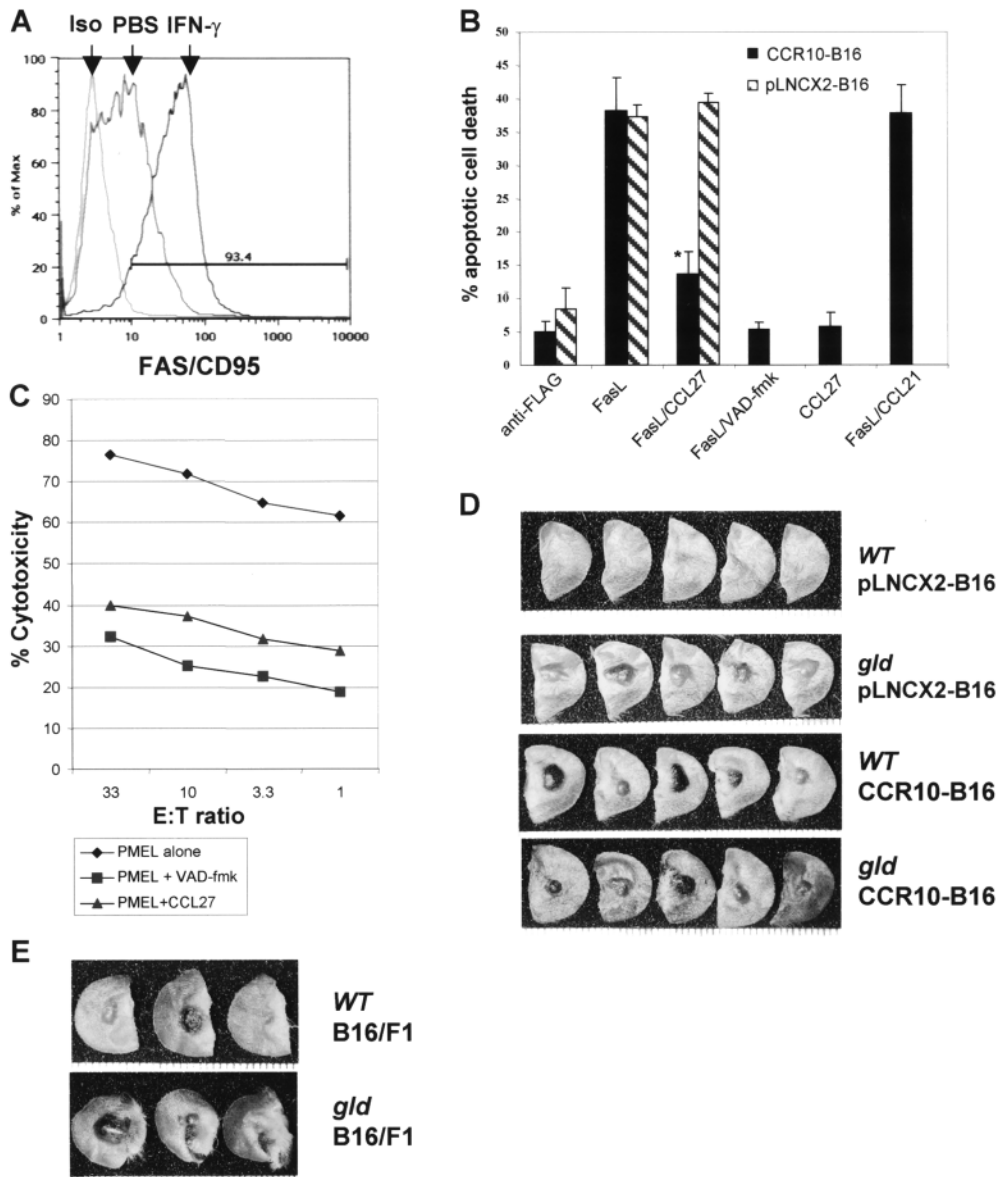 A
Iso PBS IFN-γ
% of Max
100
80
60
40
20
0
93.4
1 10 100 1000 10000
FAS/CD95
B
% apoptotic cell death
50
45
40
35
30
25
20
15
10
5
0
CCR10-B16
pLNCX2-B16
*
anti-FLAG
FasL
FasL/CCL27
FasL/VAD-fmk
CCL27
FasL/CCL21
C
% Cytotoxicity
90
80
70
60
50
40
30
20
10
0
33 10 3.3 1
E:T ratio
PMEL alone
PMEL + VAD-fmk
PMEL+CCL27
D
WT
pLNCX2-B16
gld
pLNCX2-B16
WT
CCR10-B16
gld
CCR10-B16
E
WT
B16/F1
gld
B16/F1